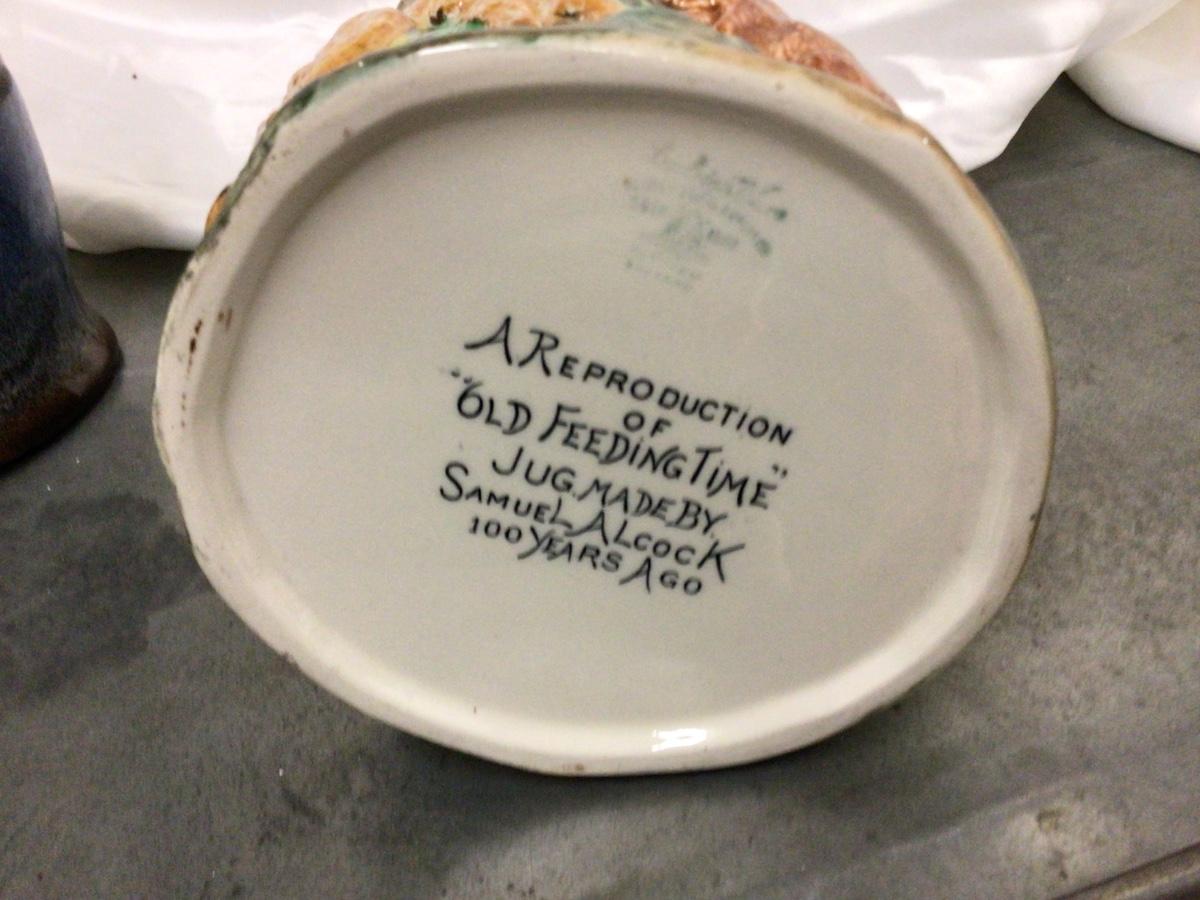 A REPRODUCTION
OF
"OLD FEEDING TIME"
JUG. MADE BY.
SAMUEL ALCOCK
100 YEARS AGO